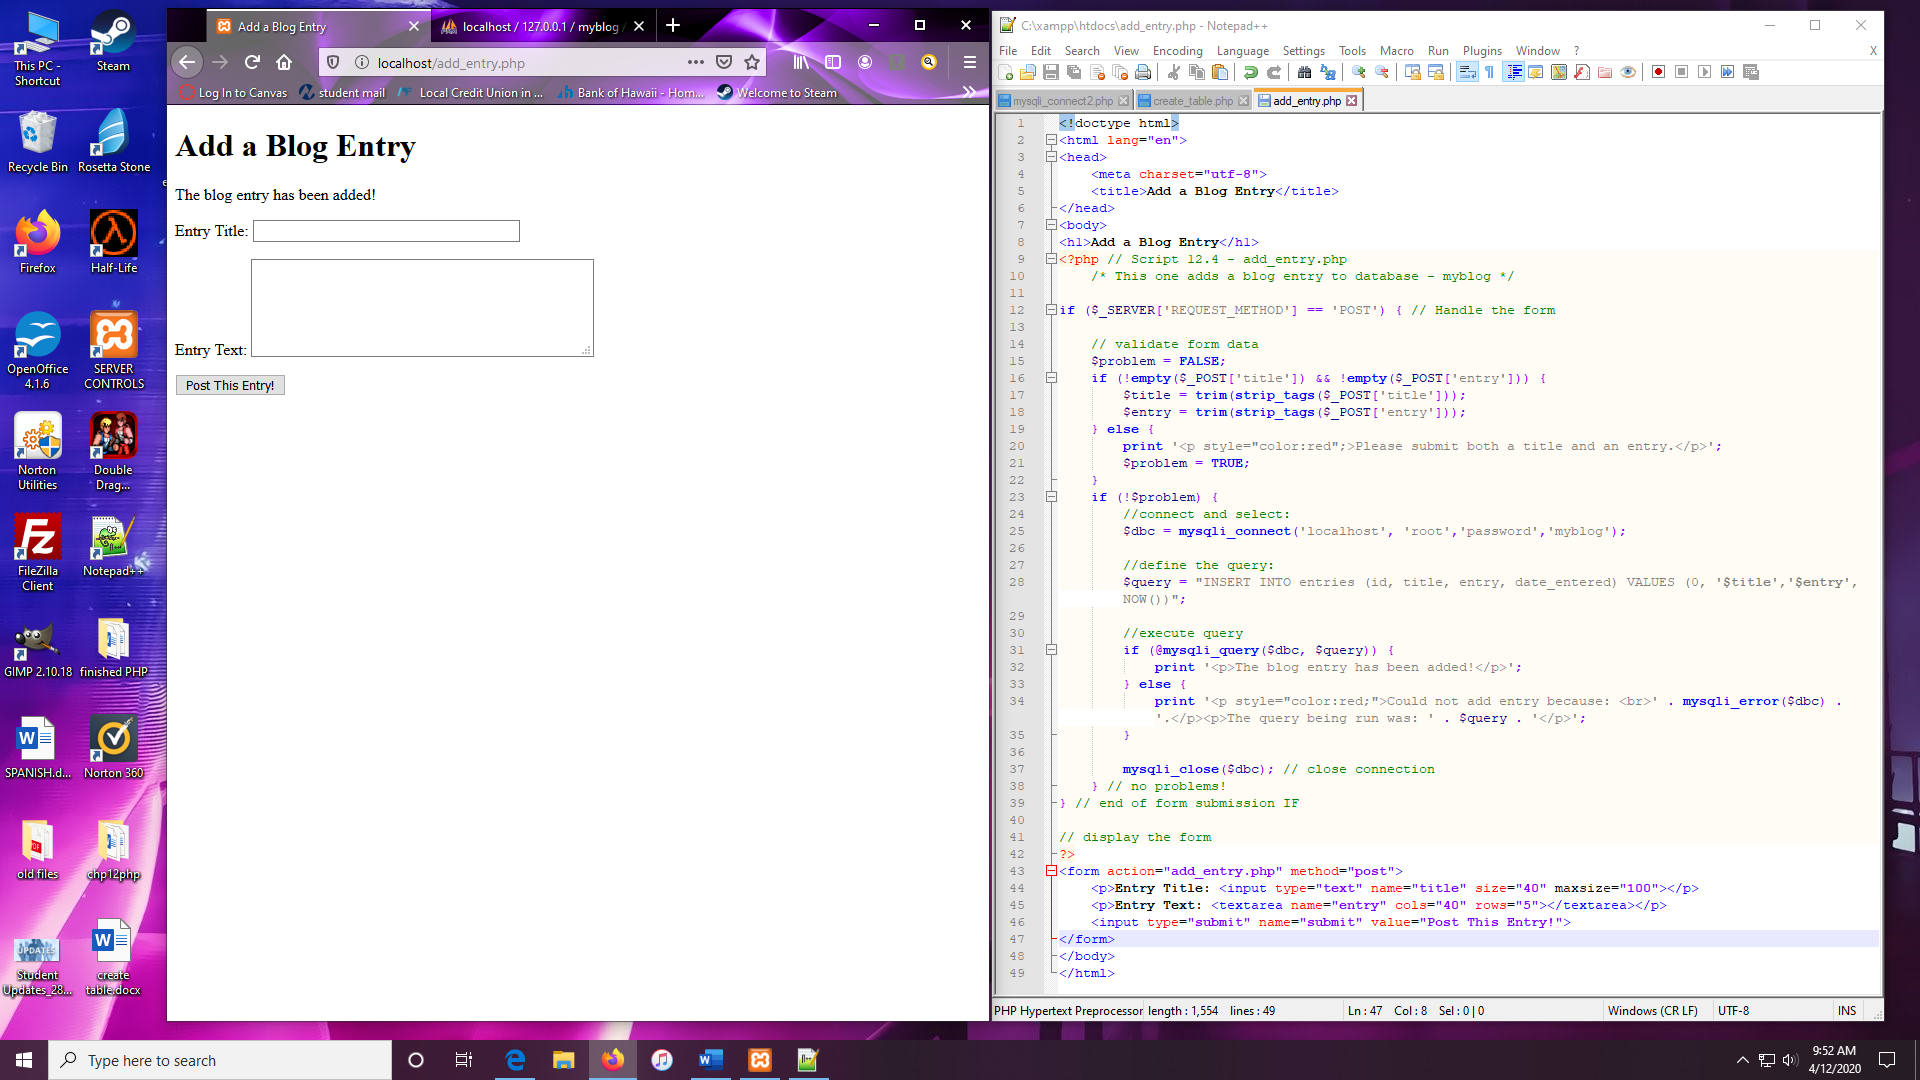 This PC - Shortcut
Steam
Recycle Bin
Rosetta Stone
Firefox
Half-Life
OpenOffice 4.1.6
SERVER CONTROLS
Norton Utilities
Double Drag...
FileZilla Client
Notepad++
GIMP 2.10.18
finished PHP
SPANISH.d...
Norton 360
old files
chp12php
Student Updates_28...
create table.docx
Add a Blog Entry
localhost / 127.0.0.1 / myblog /
localhost/add_entry.php
Log In to Canvas
student mail
Local Credit Union in ...
Bank of Hawaii - Hom...
Welcome to Steam
Add a Blog Entry
The blog entry has been added!
Entry Title:
Entry Text:
Post This Entry!
C:\xampp\htdocs\add_entry.php - Notepad++
File Edit Search View Encoding Language Settings Tools Macro Run Plugins Window ? X
mysqli_connect2.php create_table.php add_entry.php
1 <!doctype html>
2 <html lang="en">
3 <head>
4 <meta charset="utf-8">
5 <title>Add a Blog Entry</title>
6 </head>
7 <body>
8 <h1>Add a Blog Entry</h1>
9 <?php // Script 12.4 - add_entry.php
10 /* This one adds a blog entry to database - myblog */
11
12 if ($_SERVER['REQUEST_METHOD'] == 'POST') { // Handle the form
13
14 // validate form data
15 $problem = FALSE;
16 if (!empty($_POST['title']) && !empty($_POST['entry'])) {
17 $title = trim(strip_tags($_POST['title']));
18 $entry = trim(strip_tags($_POST['entry']));
19 } else {
20 print '<p style="color:red";>Please submit both a title and an entry.</p>';
21 $problem = TRUE;
22 }
23 if (!$problem) {
24 //connect and select:
25 $dbc = mysqli_connect('localhost', 'root','password','myblog');
26
27 //define the query:
28 $query = "INSERT INTO entries (id, title, entry, date_entered) VALUES (0, '$title','$entry',
NOW())";
29
30 //execute query
31 if (@mysqli_query($dbc, $query)) {
32 print '<p>The blog entry has been added!</p>';
33 } else {
34 print '<p style="color:red;">Could not add entry because: <br>' . mysqli_error($dbc) .
'.</p><p>The query being run was: ' . $query . '</p>';
35 }
36
37 mysqli_close($dbc); // close connection
38 } // no problems!
39 } // end of form submission IF
40
41 // display the form
42 ?>
43 <form action="add_entry.php" method="post">
44 <p>Entry Title: <input type="text" name="title" size="40" maxsize="100"></p>
45 <p>Entry Text: <textarea name="entry" cols="40" rows="5"></textarea></p>
46 <input type="submit" name="submit" value="Post This Entry!">
47 </form>
48 </body>
49 </html>
PHP Hypertext Preprocessor length : 1,554 lines : 49 Ln : 47 Col : 8 Sel : 0 | 0 Windows (CR LF) UTF-8 INS
Type here to search
9:52 AM
4/12/2020